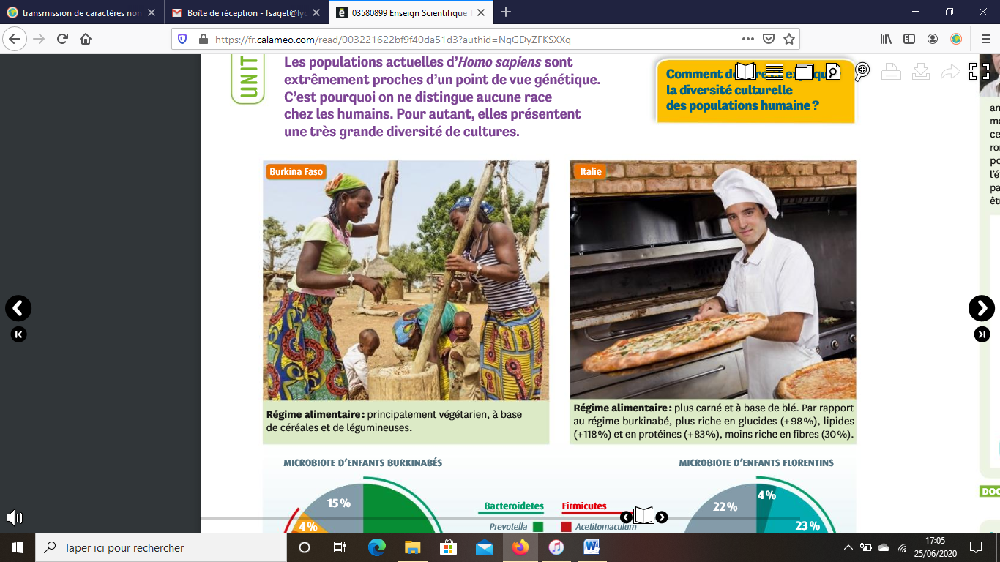 transmission de caractères non
Boîte de réception - fsaget@lyc
03580899 Enseign Scientifique T
https://fr.calameo.com/read/003221622bf9f40da51d3?authid=NgGDyZFKSXXq
UNIT
Les populations actuelles d'Homo sapiens sont
extrêmement proches d'un point de vue génétique.
C'est pourquoi on ne distingue aucune race
chez les humains. Pour autant, elles présentent
une très grande diversité de cultures.
Comment
la diversité culturelle
des populations humaine ?
an
mo
ce
ro
po
l'é
pa
êtr
Burkina Faso
Italie
Régime alimentaire : principalement végétarien, à base
de céréales et de légumineuses.
Régime alimentaire : plus carné et à base de blé. Par rapport
au régime burkinabé, plus riche en glucides (+98 %), lipides
(+118 %) et en protéines (+83 %), moins riche en fibres (30 %).
MICROBIOTE D'ENFANTS BURKINABÉS
MICROBIOTE D'ENFANTS FLORENTINS
DOC
15 %
4 %
Bacteroidetes
Firmicutes
Prevotella
Acetitomaculum
22 %
4 %
23 %
Taper ici pour rechercher
17:05
25/06/2020